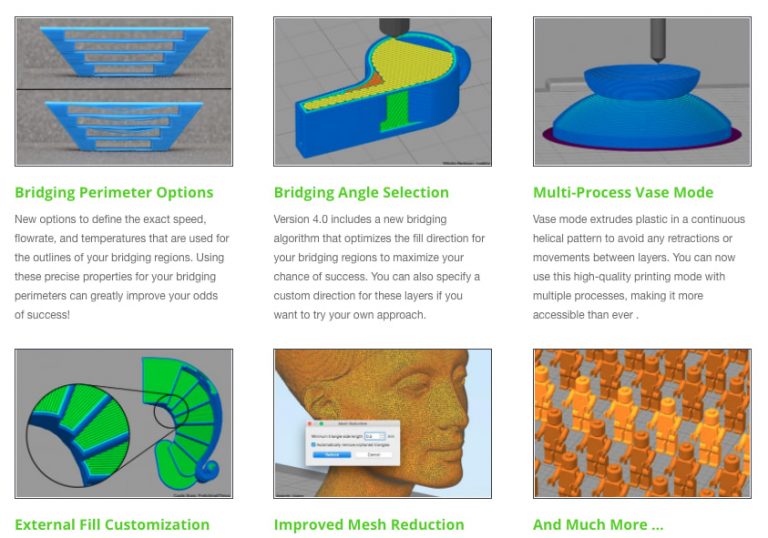 Bridging Perimeter Options
New options to define the exact speed,
flowrate, and temperatures that are used for
the outlines of your bridging regions. Using
these precise properties for your bridging
perimeters can greatly improve your odds
of success!
Bridging Angle Selection
Version 4.0 includes a new bridging
algorithm that optimizes the fill direction for
your bridging regions to maximize your
chance of success. You can also specify a
custom direction for these layers if you
want to try your own approach.
Multi-Process Vase Mode
Vase mode extrudes plastic in a continuous
helical pattern to avoid any retractions or
movements between layers. You can now
use this high-quality printing mode with
multiple processes, making it more
accessible than ever .
Mesh Reduction
Minimum triangle edge length 0.5 mm
Automatically remove orphaned triangles
Reduce Cancel
External Fill Customization
Improved Mesh Reduction
And Much More ...